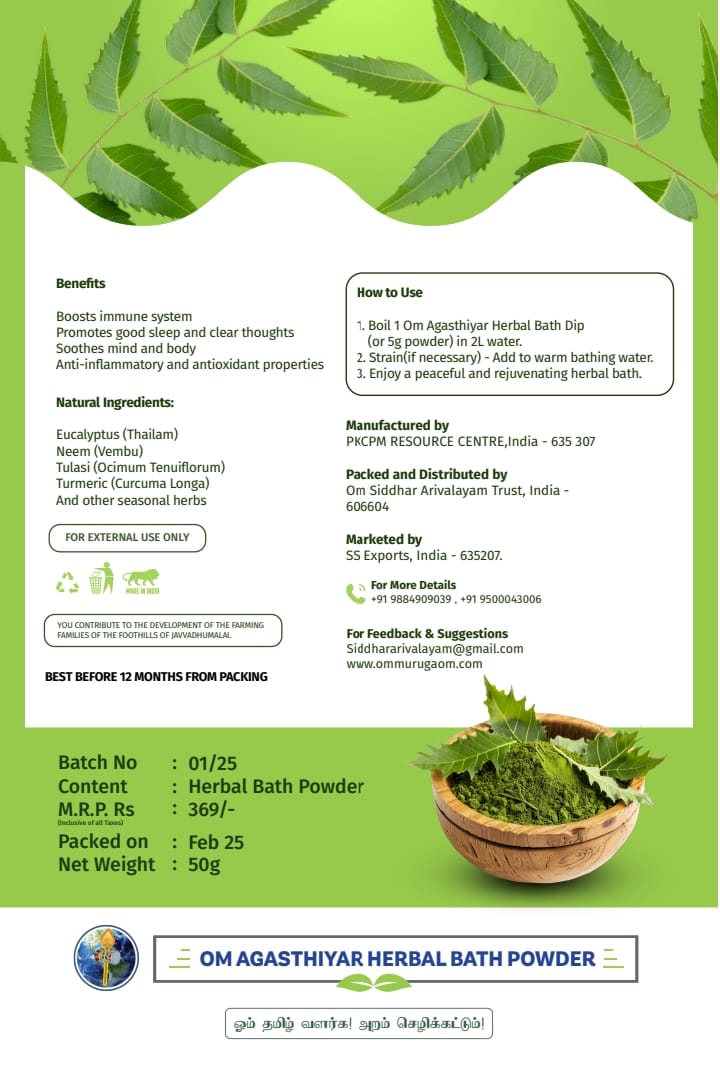 Benefits
Boosts immune system
Promotes good sleep and clear thoughts
Soothes mind and body
Anti-inflammatory and antioxidant properties
Natural Ingredients:
Eucalyptus (Thailam)
Neem (Vembu)
Tulasi (Ocimum Tenuiflorum)
Turmeric (Curcuma Longa)
And other seasonal herbs
FOR EXTERNAL USE ONLY
MAKE IN INDIA
YOU CONTRIBUTE TO THE DEVELOPMENT OF THE FARMING
FAMILIES OF THE FOOTHILLS OF JAVVADHUMALAI.
BEST BEFORE 12 MONTHS FROM PACKING
How to Use
1. Boil 1 Om Agasthiyar Herbal Bath Dip
(or 5g powder) in 2L water.
2. Strain(if necessary) - Add to warm bathing water.
3. Enjoy a peaceful and rejuvenating herbal bath.
Manufactured by
PKCPM RESOURCE CENTRE,India - 635 307
Packed and Distributed by
Om Siddhar Arivalayam Trust, India -
606604
Marketed by
SS Exports, India - 635207.
For More Details
+91 9884909039 , +91 9500043006
For Feedback & Suggestions
Siddhararivalayam@gmail.com
www.ommurugaom.com
Batch No : 01/25
Content : Herbal Bath Powder
M.R.P. Rs : 369/-
(Inclusive of all Taxes)
Packed on : Feb 25
Net Weight : 50g
OM AGASTHIYAR HERBAL BATH POWDER
ஓம் தமிழ் வளர்க! அறம் செழிக்கட்டும்!